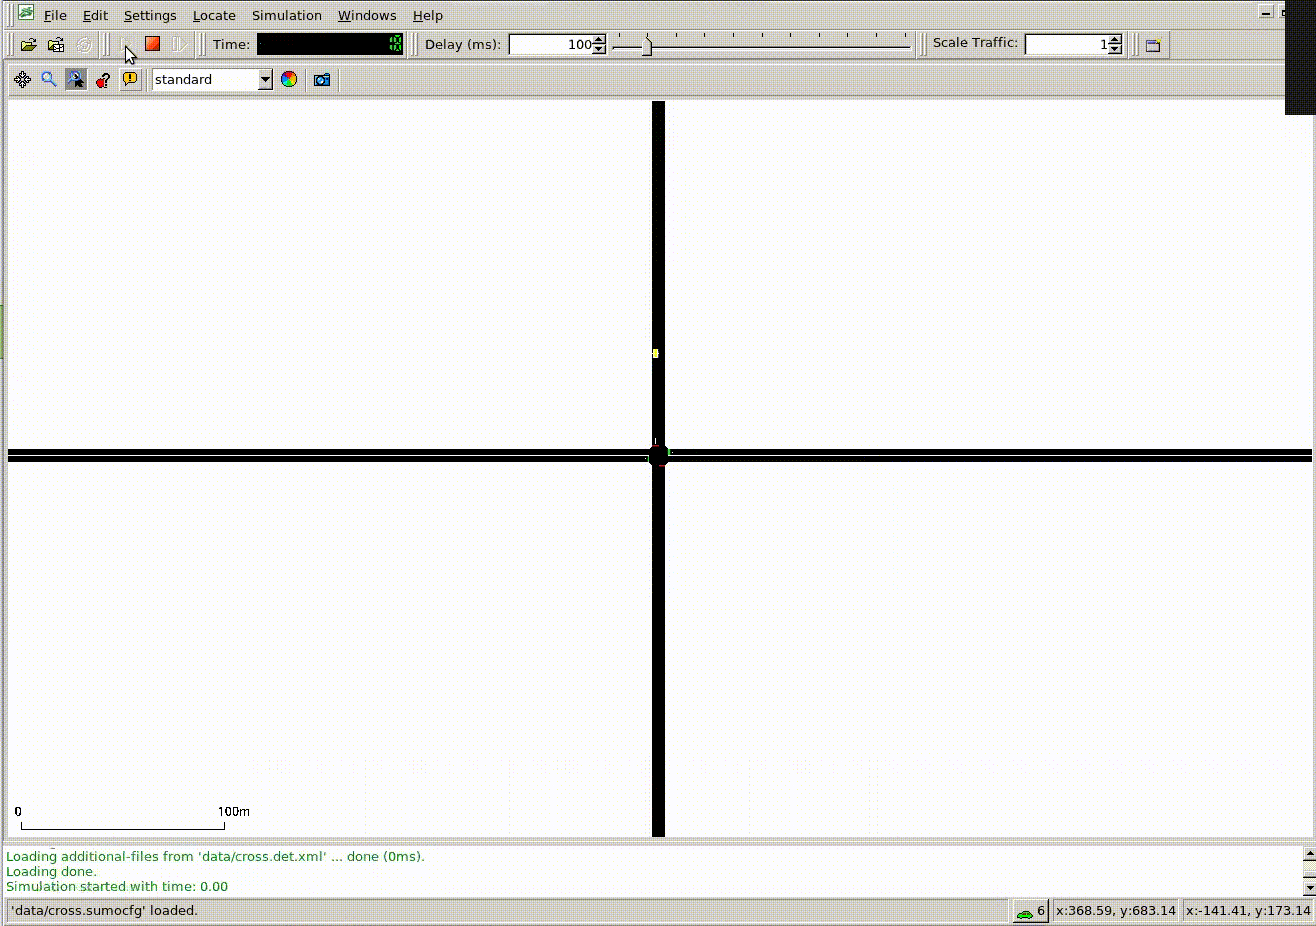 File Edit Settings Locate Simulation Windows Help
Time: Delay (ms): 100 Scale Traffic: 1
standard
0 100m
Loading additional-files from 'data/cross.det.xml' ... done (0ms).
Loading done.
Simulation started with time: 0.00
'data/cross.sumocfg' loaded. 6 x:368.59, y:683.14 x:-141.41, y:173.14